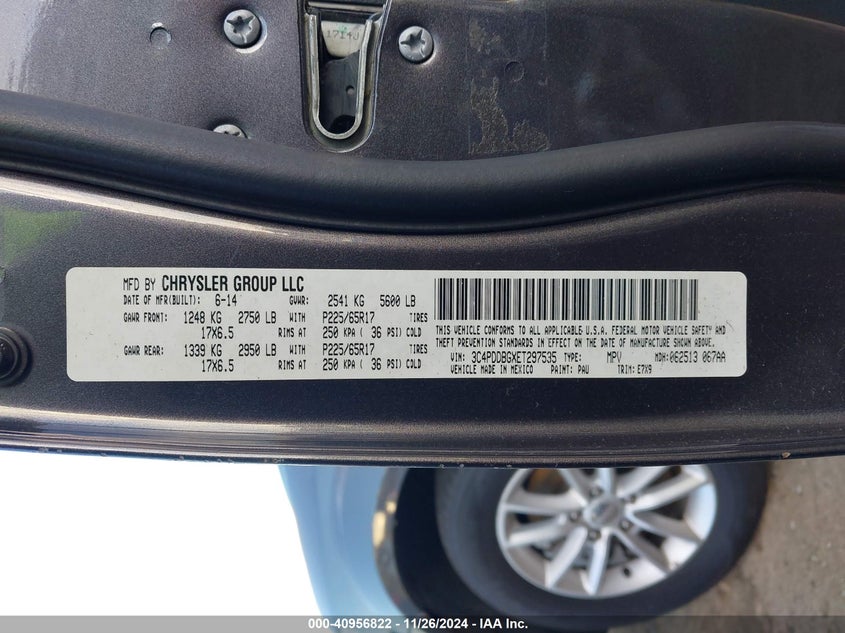 1714J
MFD BY CHRYSLER GROUP LLC
DATE OF MFR(BUILT): 6-14 GVWR: 2541 KG 5600 LB
GAWR FRONT: 1248 KG 2750 LB WITH P225/65R17 TIRES
17X6.5 RIMS AT 250 KPA ( 36 PSI) COLD
GAWR REAR: 1339 KG 2950 LB WITH P225/65R17 TIRES
17X6.5 RIMS AT 250 KPA ( 36 PSI) COLD
THIS VEHICLE CONFORMS TO ALL APPLICABLE U.S.A. FEDERAL MOTOR VEHICLE SAFETY AND
THEFT PREVENTION STANDARDS IN EFFECT ON THE DATE OF MANUFACTURE SHOWN ABOVE.
VIN: 3C4PDDBGXET297535 TYPE: MPV MDH:062513 067AA
VEHICLE MADE IN MEXICO PAINT: PAU TRIM: E7X9
000-40956822 - 11/26/2024 - IAA Inc.